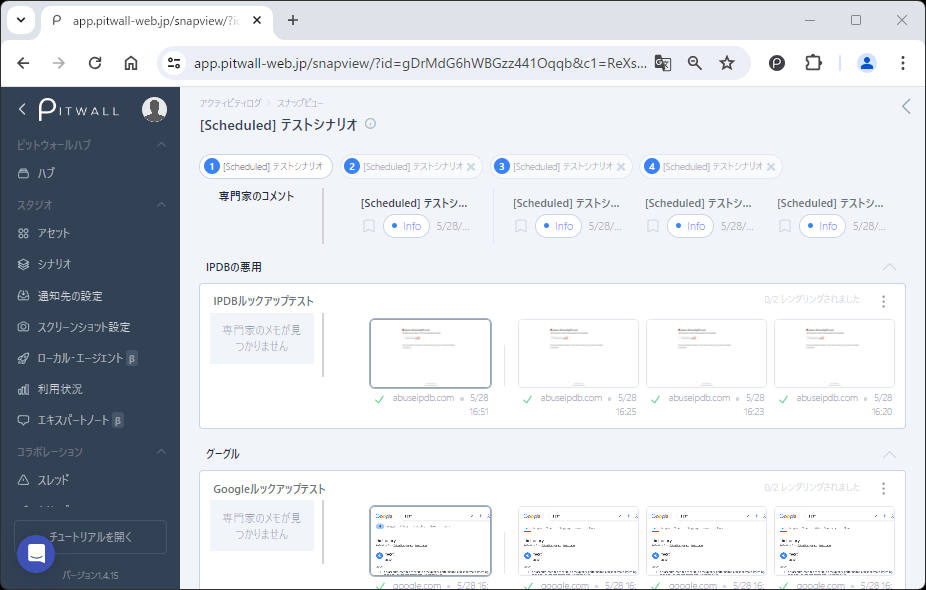 app.pitwall-web.jp/snapview/?id
app.pitwall-web.jp/snapview/?id=gDrMdG6hWBGzz441Oqqb&c1=ReXs...
PITWALL
ピットウォールハブ
ハブ
スタジオ
アセット
シナリオ
通知先の設定
スクリーンショット設定
ローカル・エージェント β
利用状況
エキスパートノート β
コラボレーション
スレッド
チュートリアルを開く
バージョン1.4.15
アクティビティログ > スナップビュー
[Scheduled] テストシナリオ
1 [Scheduled] テストシナリオ
2 [Scheduled] テストシナリオ
3 [Scheduled] テストシナリオ
4 [Scheduled] テストシナリオ
専門家のコメント
[Scheduled] テストシ...
[Scheduled] テストシ...
[Scheduled] テストシ...
[Scheduled] テストシ...
Info 5/28/...
Info 5/28/...
Info 5/28/...
Info 5/28/...
IPDBの悪用
IPDBルックアップテスト
0/2 レンダリングされました
専門家のメモが見
つかりません
abuseipdb.com • 5/28
16:51
abuseipdb.com • 5/28
16:25
abuseipdb.com • 5/28
16:23
abuseipdb.com • 5/28
16:20
グーグル
Googleルックアップテスト
0/2 レンダリングされました
専門家のメモが見
つかりません
Google
Google
Google
Google
google.com • 5/28 16:
google.com • 5/28 16:
google.com • 5/28 16:
google.com • 5/28 16: